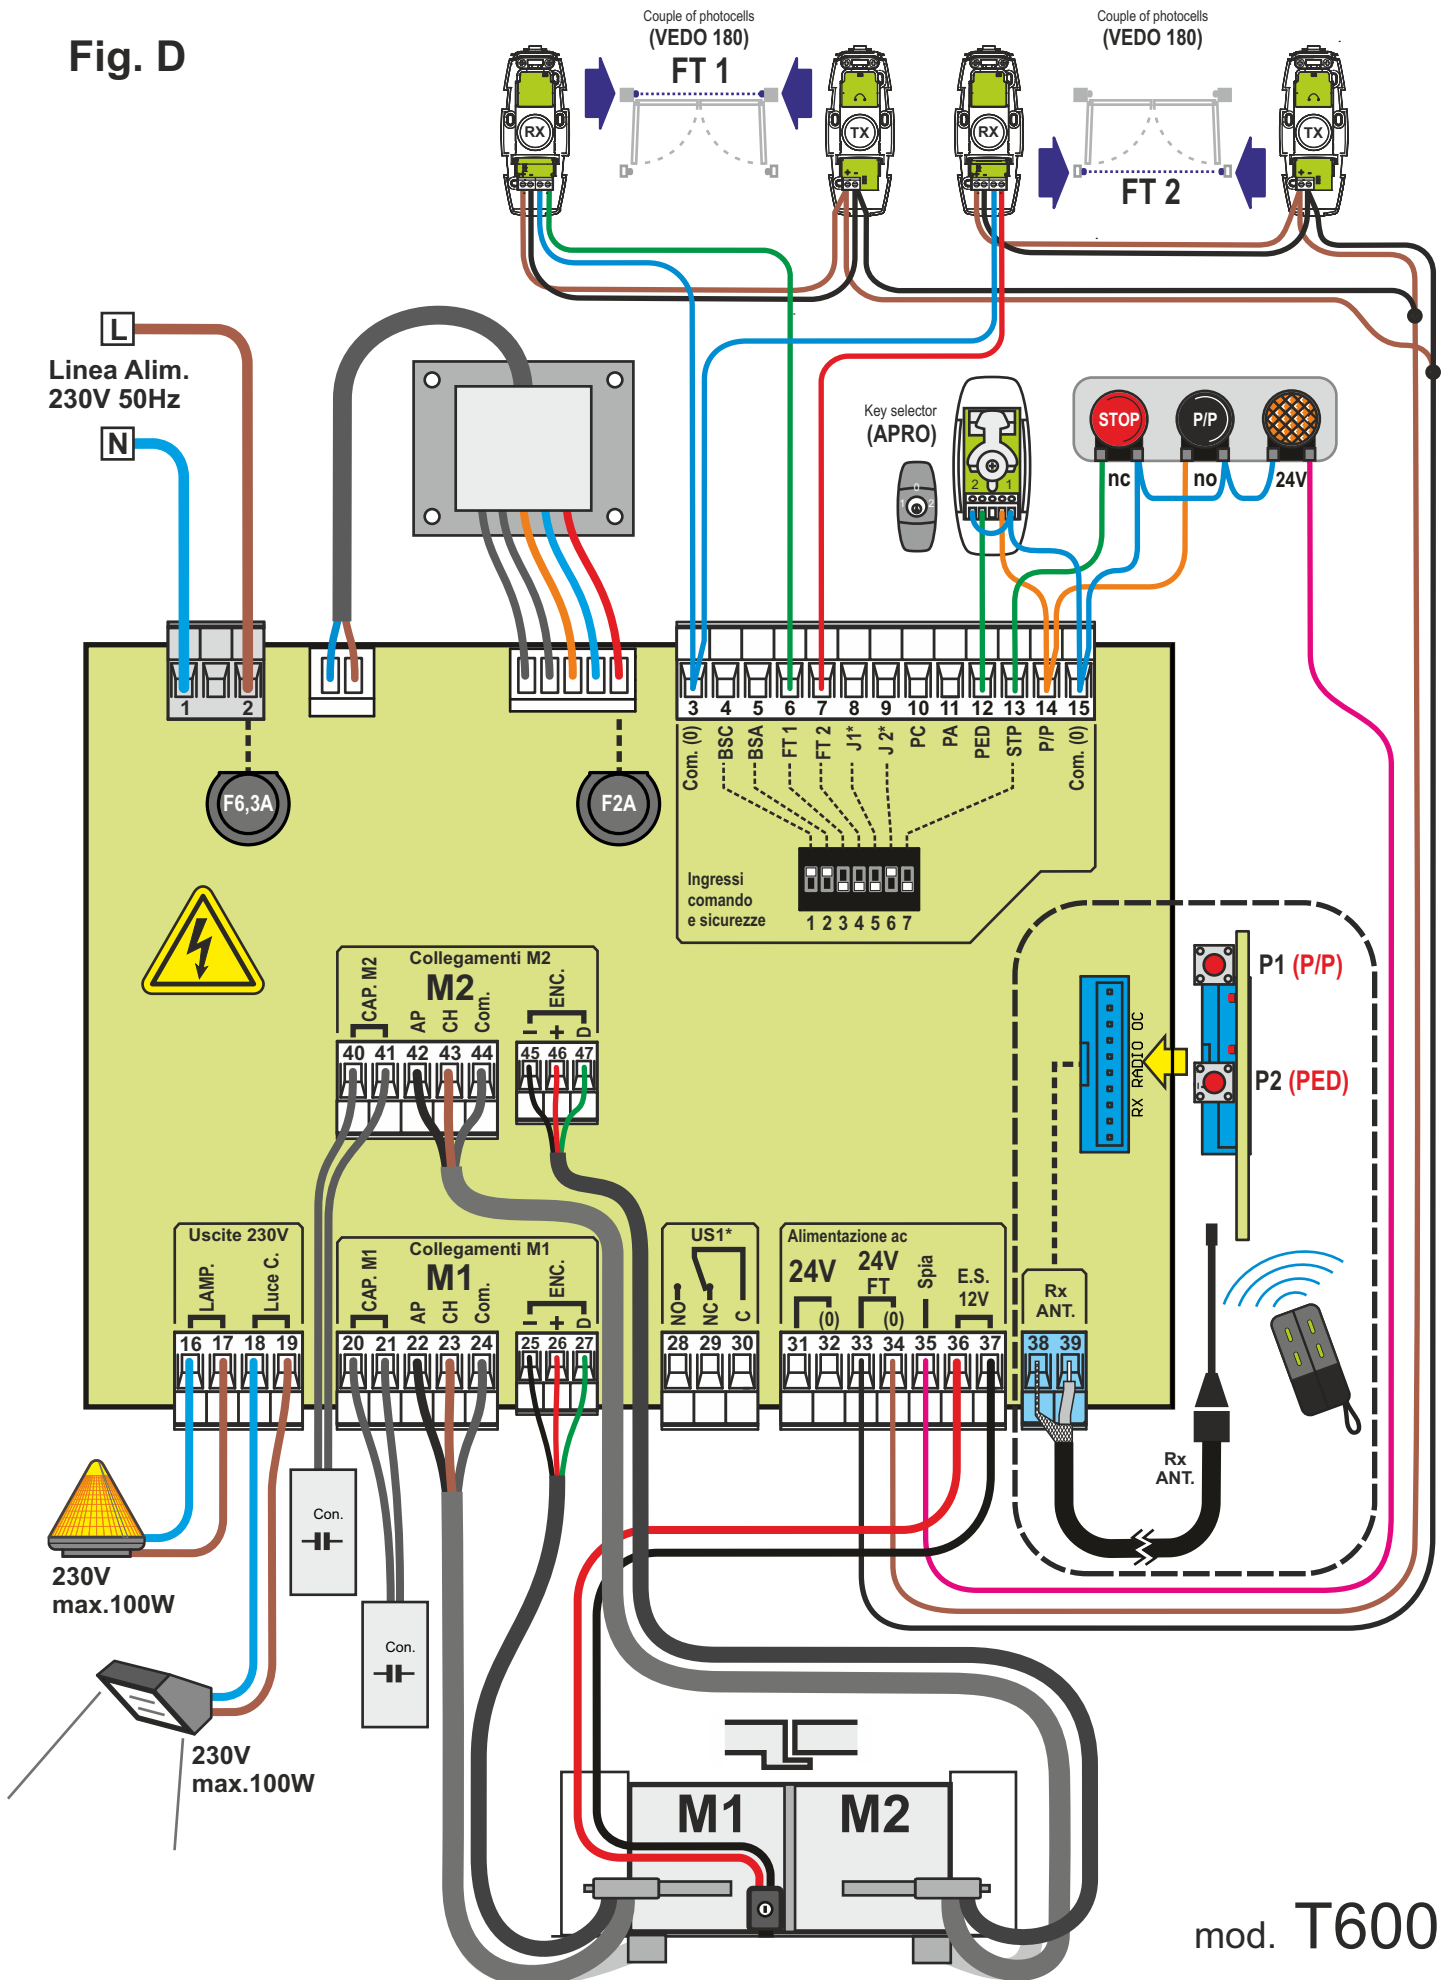 Fig. D
Couple of photocells
(VEDO 180)
FT 1
Couple of photocells
(VEDO 180)
FT 2
RX
TX
RX
TX
L
Linea Alim.
230V 50Hz
N
Key selector
(APRO)
0
1
2
2 1
STOP
P/P
nc
no
24V
1 2
3 4 5 6 7 8 9 10 11 12 13 14 15
Com. (0)
BSC
BSA
FT 1
FT 2
J1*
J 2*
PC
PA
PED
STP
P/P
Com. (0)
F6,3A
F2A
Ingressi
comando
e sicurezze
1 2 3 4 5 6 7
Collegamenti M2
M2
CAP. M2
AP
CH
Com.
ENC.
- + D
40 41 42 43 44
45 46 47
RX RADIO OC
P1 (P/P)
P2 (PED)
Uscite 230V
LAMP.
Luce C.
16 17 18 19
Collegamenti M1
M1
CAP. M1
AP
CH
Com.
ENC.
- + D
20 21 22 23 24
25 26 27
US1*
NO
NC
C
28 29 30
Alimentazione ac
24V
(0)
24V
FT
(0)
Spia
E.S.
12V
31 32 33 34 35 36 37
Rx
ANT.
38 39
Rx
ANT.
230V
max.100W
Con.
Con.
230V
max.100W
M1
M2
mod. T600